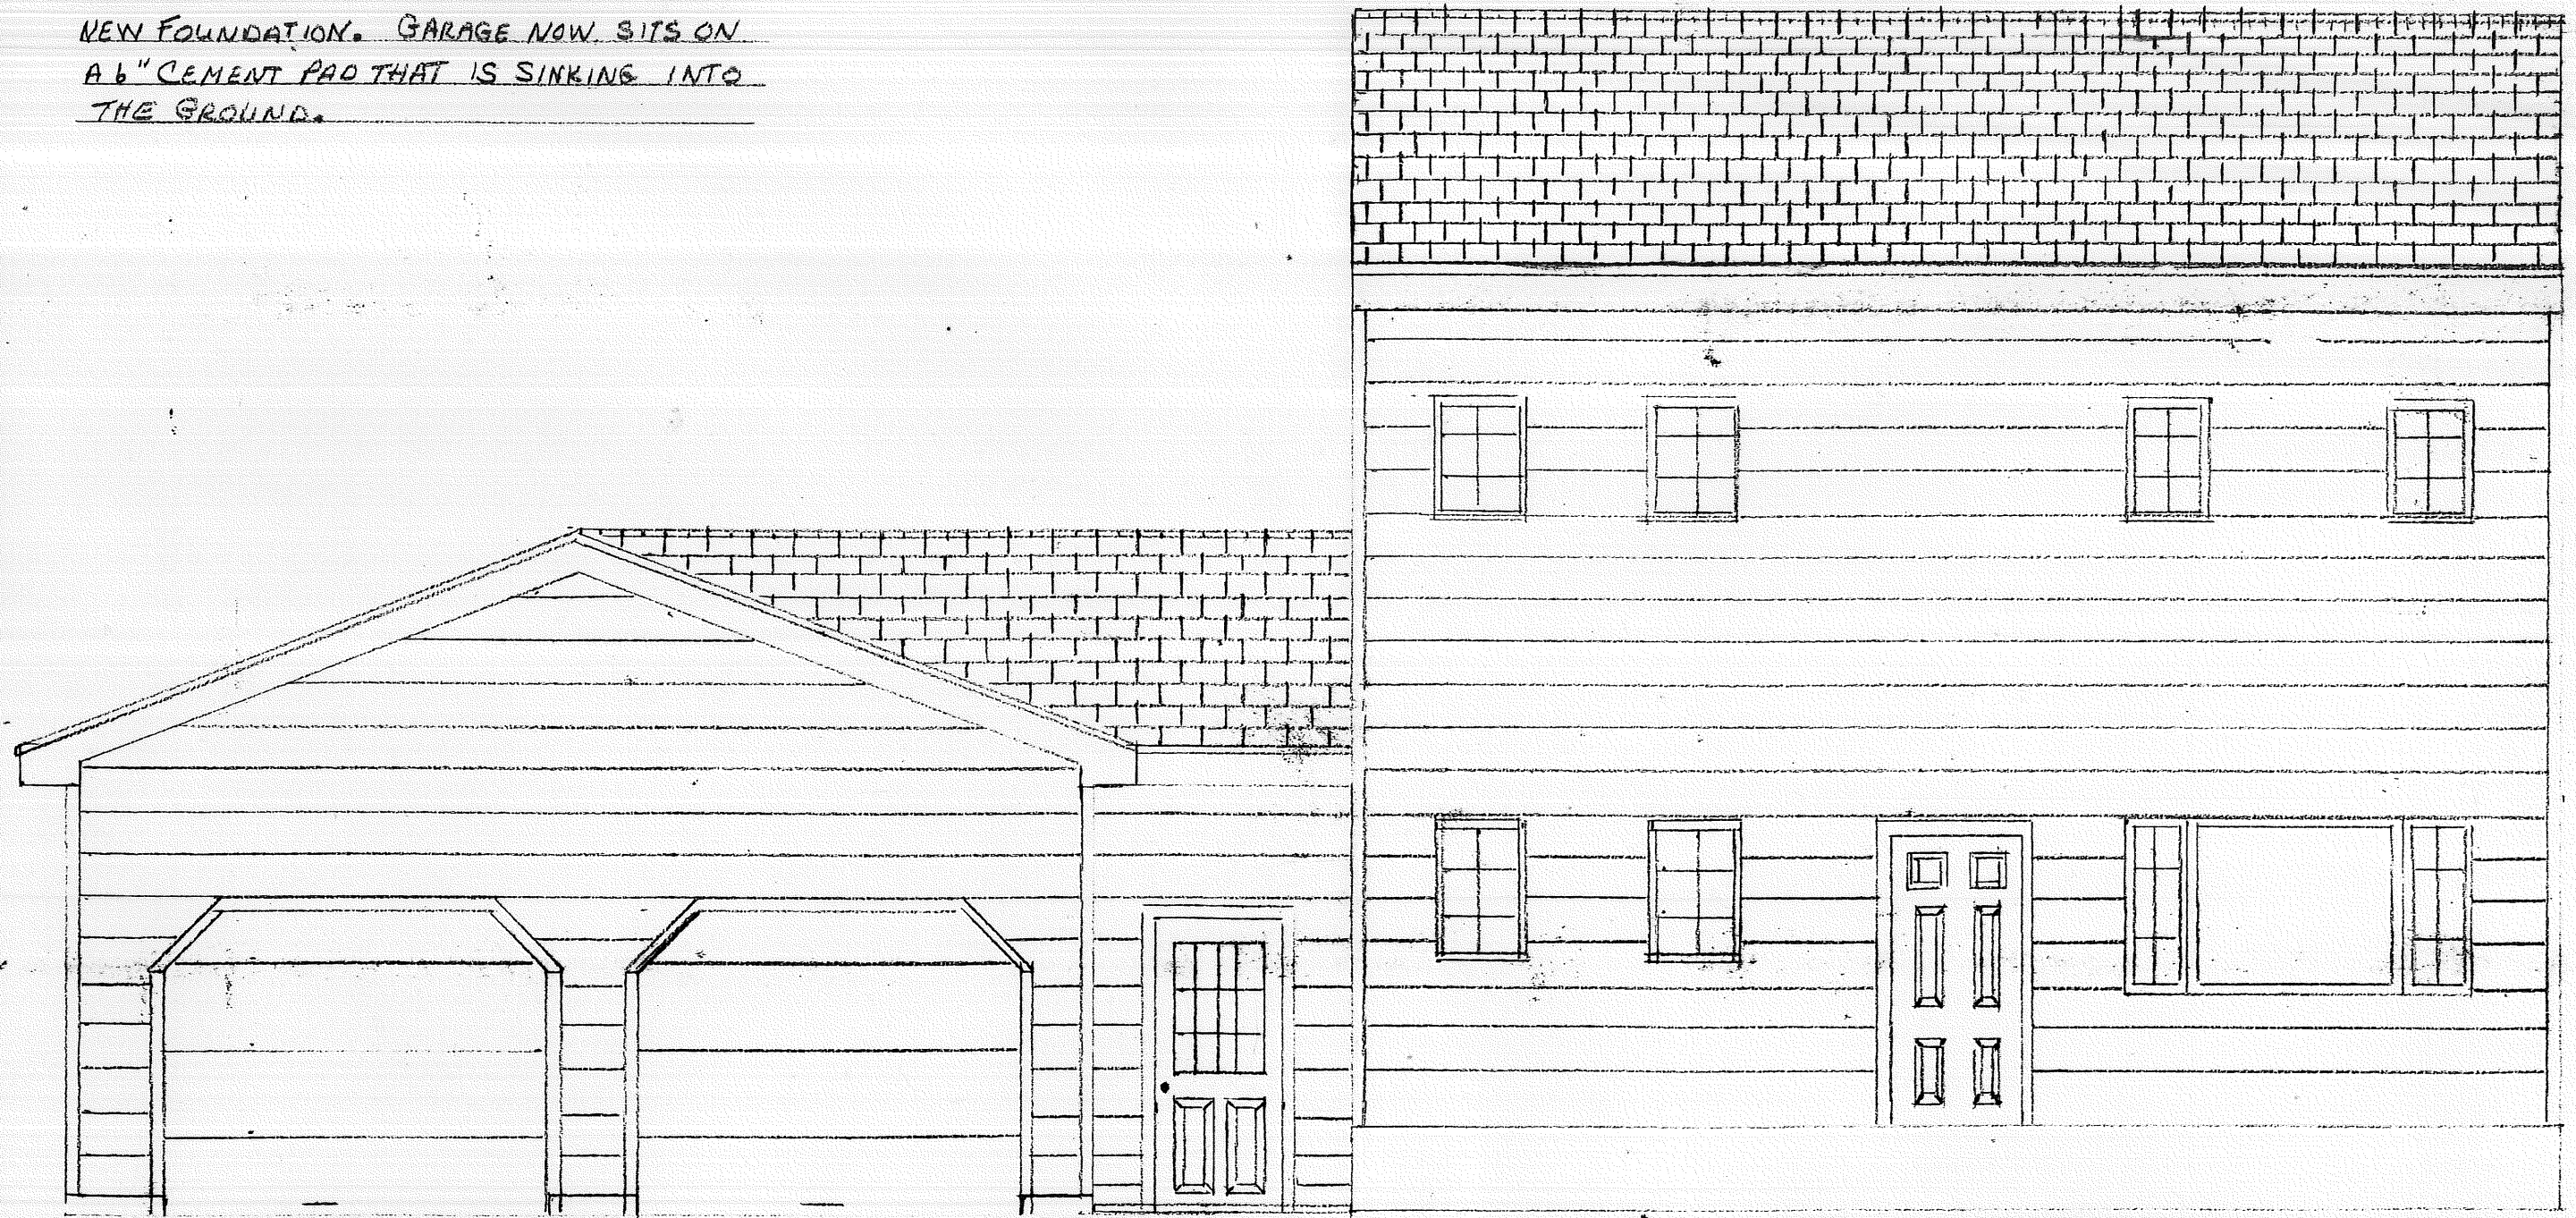 NEW FOUNDATION. GARAGE NOW SITS ON
A 6" CEMENT PAD THAT IS SINKING INTO
THE GROUND.